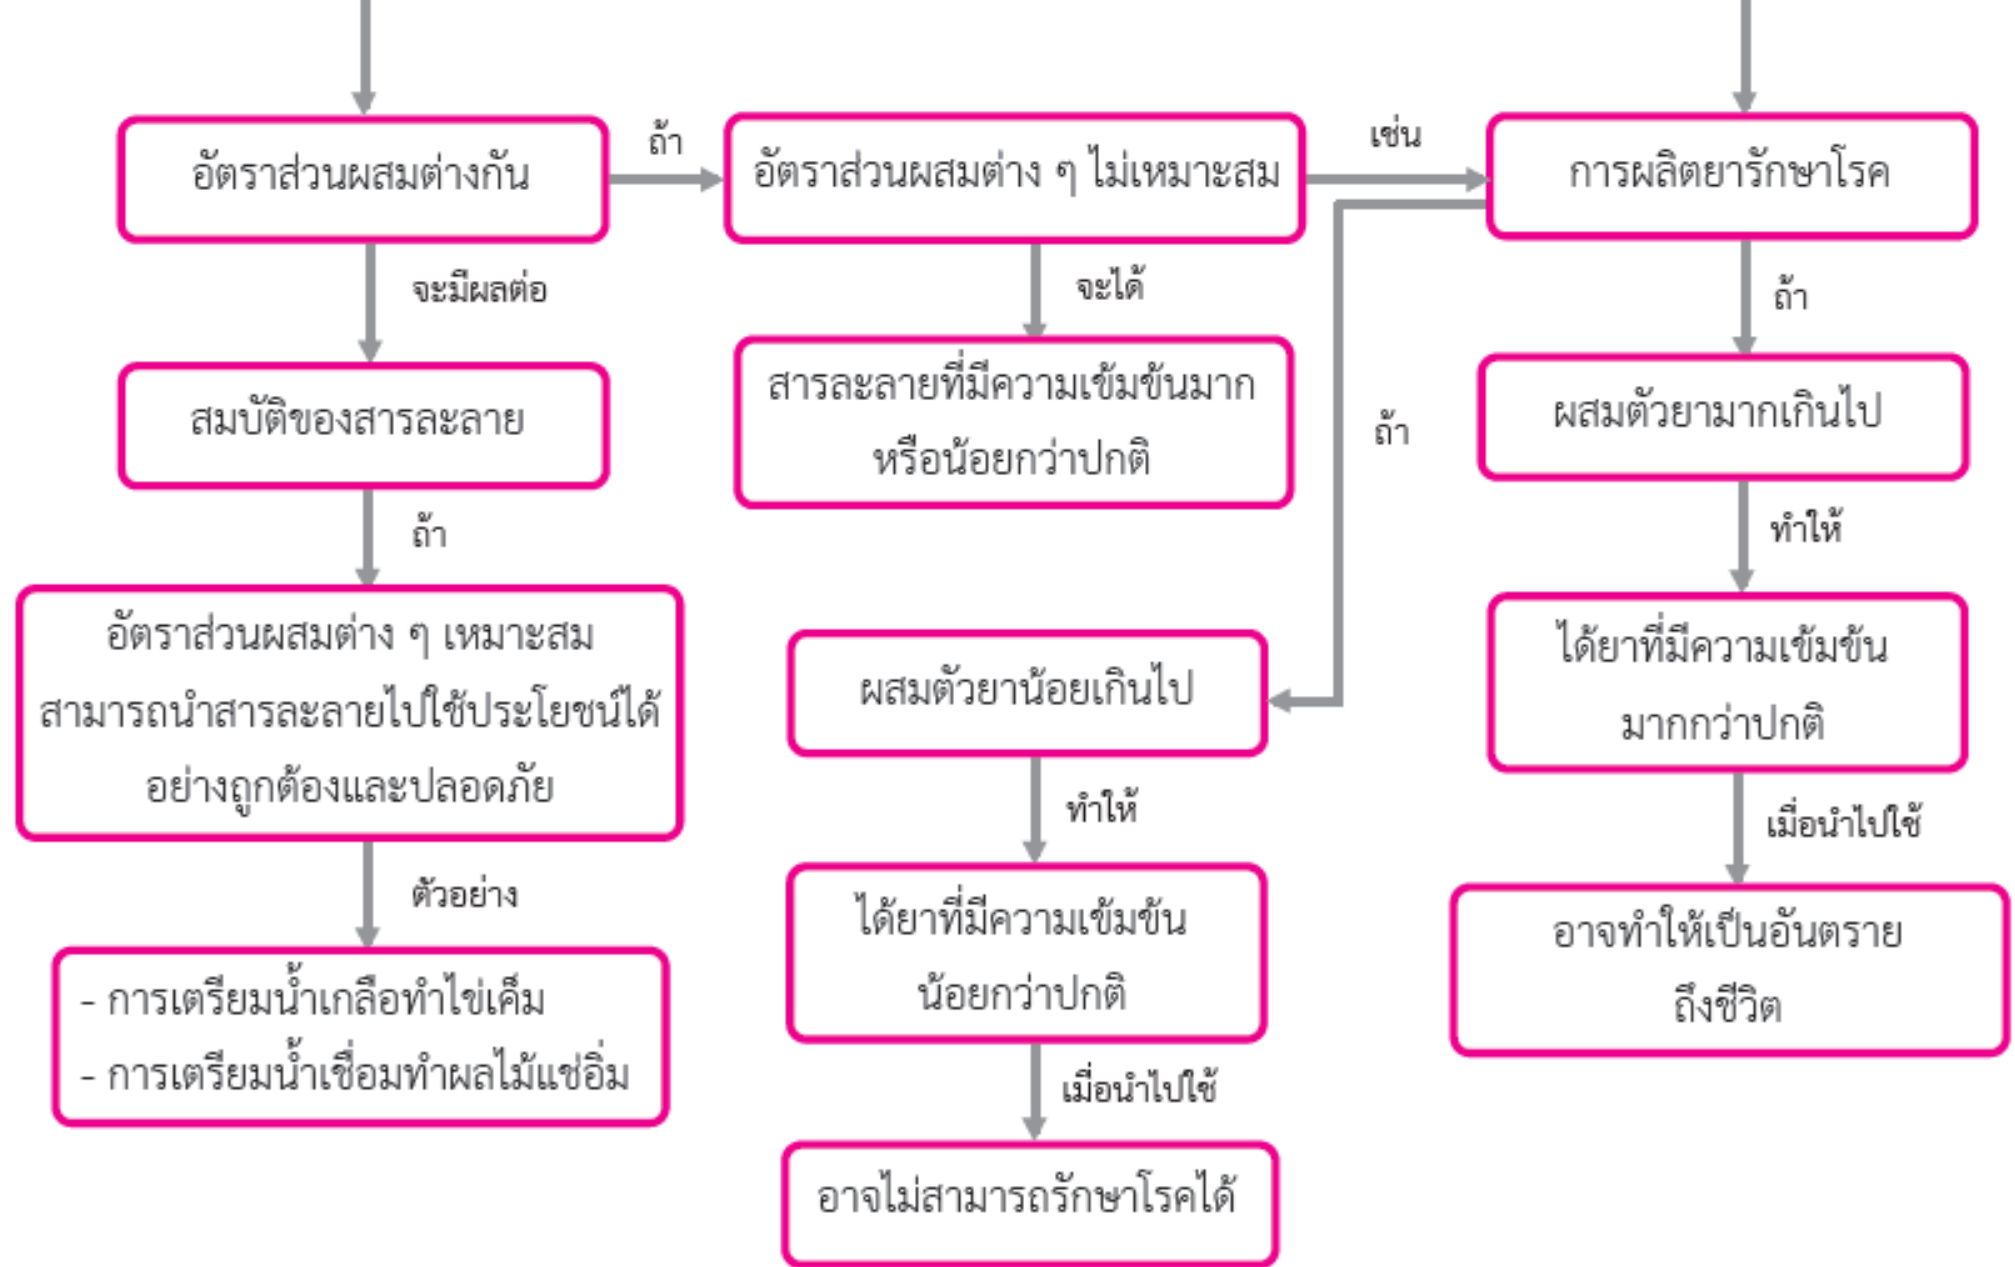 อัตราส่วนผสมต่างกัน
ถ้า
อัตราส่วนผสมต่าง ๆ ไม่เหมาะสม
เช่น
การผลิตยารักษาโรค
จะมีผลต่อ
สมบัติของสารละลาย
ถ้า
อัตราส่วนผสมต่าง ๆ เหมาะสม
สามารถนำสารละลายไปใช้ประโยชน์ได้
อย่างถูกต้องและปลอดภัย
ตัวอย่าง
- การเตรียมน้ำเกลือทำไข่เค็ม
- การเตรียมน้ำเชื่อมทำผลไม้แช่อิ่ม
จะได้
สารละลายที่มีความเข้มข้นมาก
หรือน้อยกว่าปกติ
ถ้า
ผสมตัวยาน้อยเกินไป
ทำให้
ได้ยาที่มีความเข้มข้น
น้อยกว่าปกติ
เมื่อนำไปใช้
อาจไม่สามารถรักษาโรคได้
ถ้า
ผสมตัวยามากเกินไป
ทำให้
ได้ยาที่มีความเข้มข้น
มากกว่าปกติ
เมื่อนำไปใช้
อาจทำให้เป็นอันตราย
ถึงชีวิต